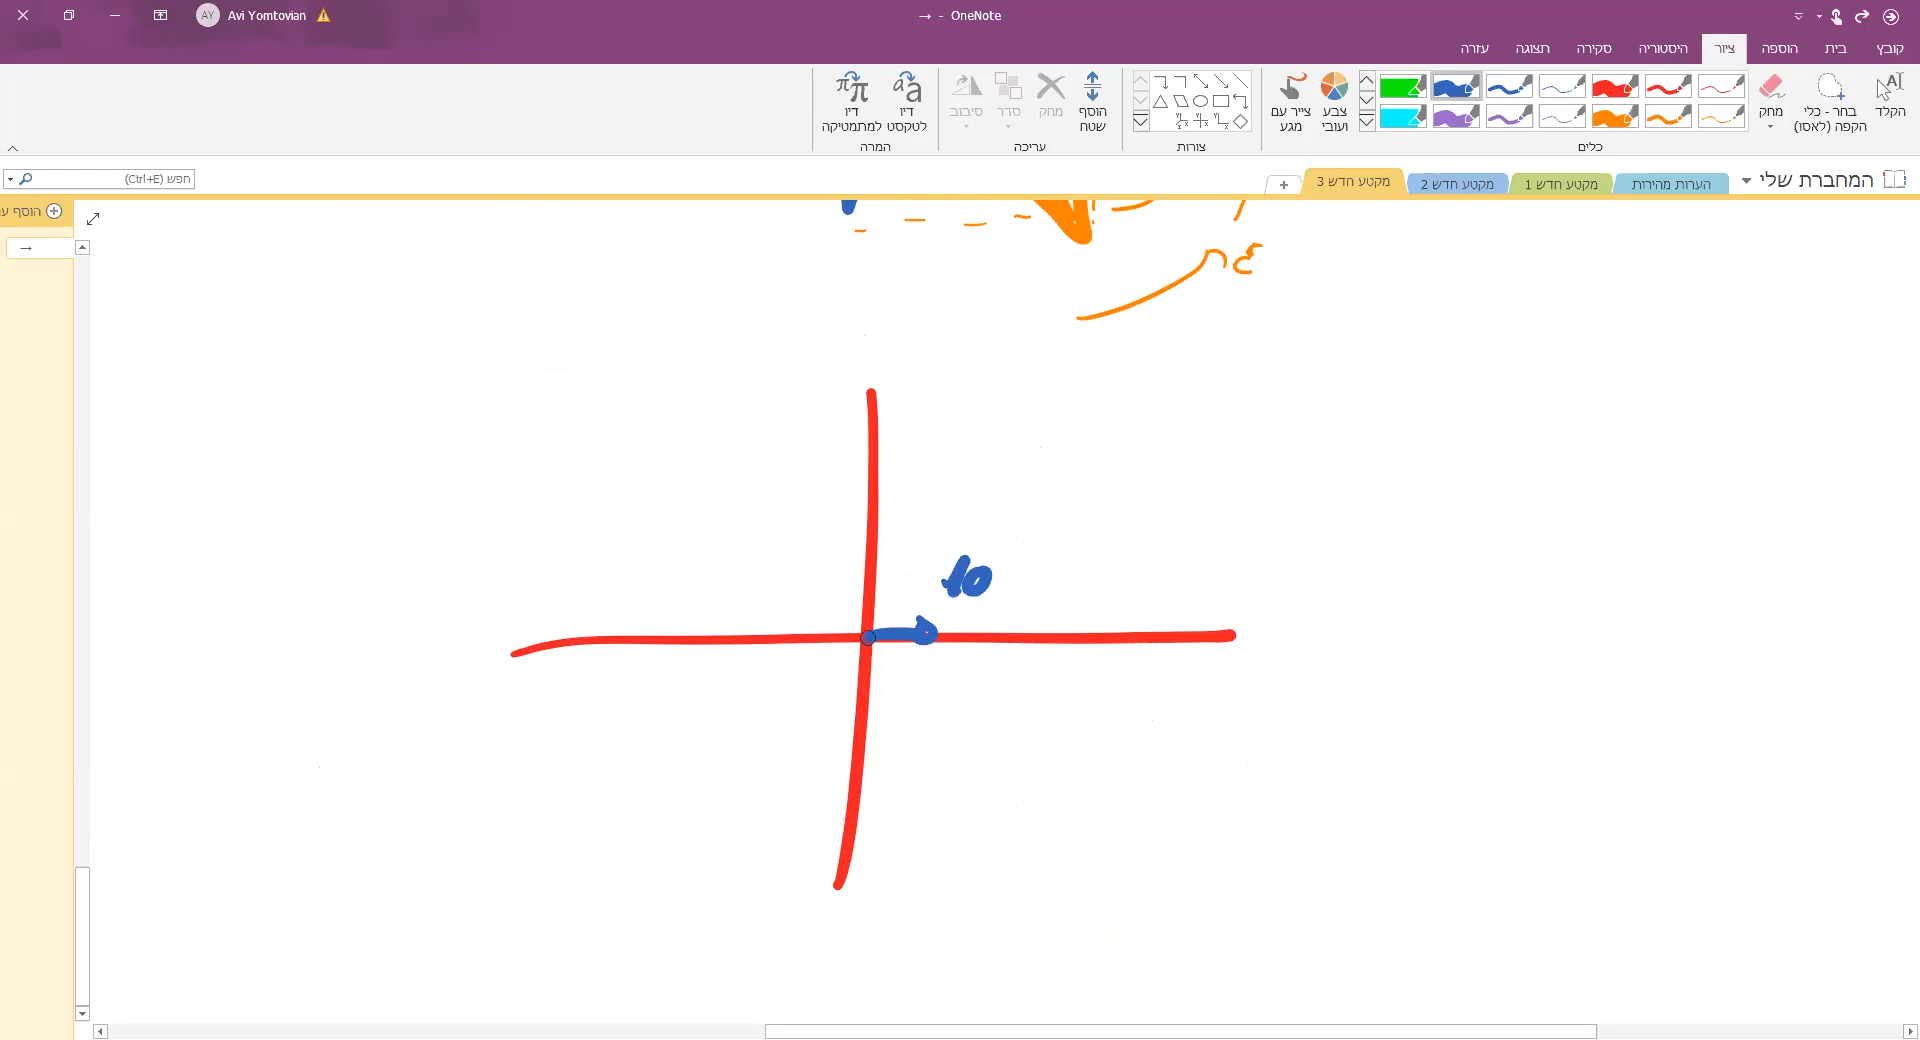 Avi Yomtovian
→ - OneNote
קובץ בית הוספה ציור היסטוריה סקירה תצוגה עזרה
הקלד
בחר - כלי הקפה (לאסו)
מחק
כלים
צבע ועובי
צייר עם מגע
צורות
הוסף שטח
מחק
סדר
סיבוב
עריכה
דיו לטקסט
דיו למתמטיקה
המרה
המחברת שלי
הערות מהירות
מקטע חדש 1
מקטע חדש 2
מקטע חדש 3
+
חפש (Ctrl+E)
→
10